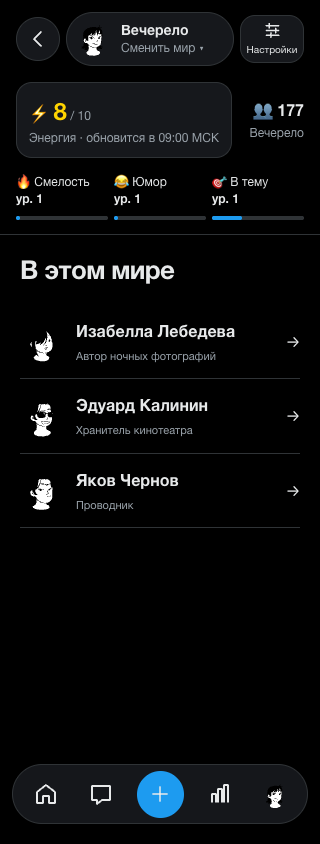 Вечерело
Сменить мир ▾
Настройки
⚡ 8 / 10
Энергия · обновится в 09:00 МСК
👥 177
Вечерело
🔥 Смелость
ур. 1
😂 Юмор
ур. 1
🎯 В тему
ур. 1
В этом мире
Изабелла Лебедева
Автор ночных фотографий
Эдуард Калинин
Хранитель кинотеатра
Яков Чернов
Проводник